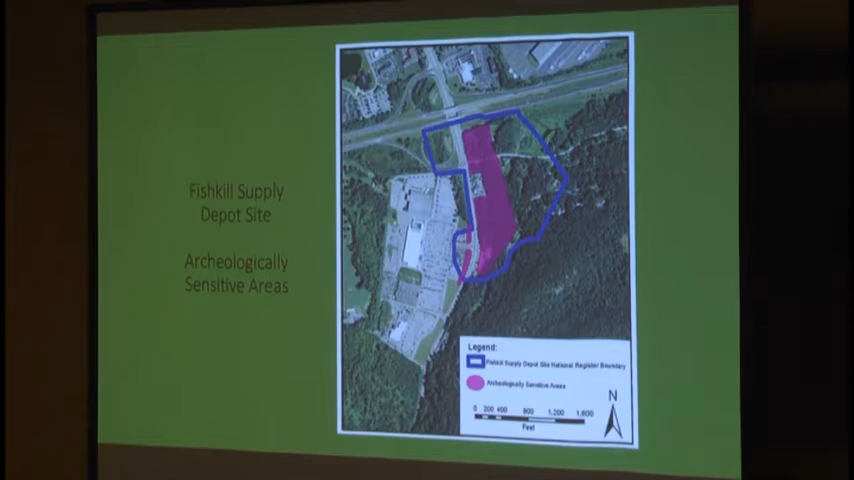 Fishkill Supply
Depot Site
Archeologically
Sensitive Areas
Legend:
Fishkill Supply Depot Site National Register Boundary
Archeologically Sensitive Areas
N
0 200 400 800 1,200 1,600
Feet